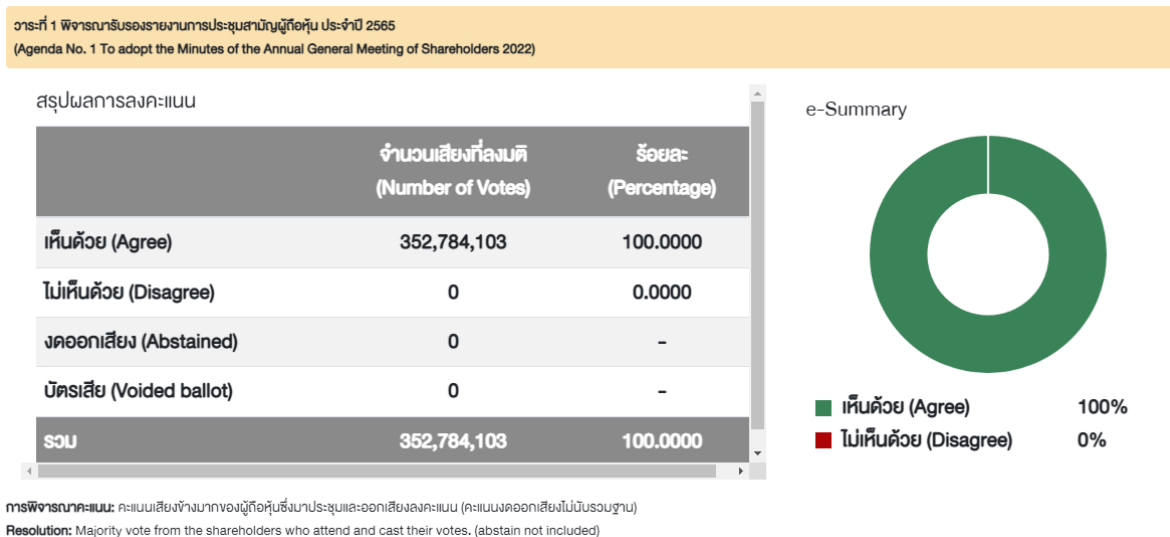 วาระที่ 1 พิจารณารับรองรายงานการประชุมสามัญผู้ถือหุ้น ประจำปี 2565
(Agenda No. 1 To adopt the Minutes of the Annual General Meeting of Shareholders 2022)
สรุปผลการลงคะแนน
จำนวนเสียงที่ลงมติ ร้อยละ
(Number of Votes) (Percentage)
เห็นด้วย (Agree) 352,784,103 100.0000
ไม่เห็นด้วย (Disagree) 0 0.0000
งดออกเสียง (Abstained) 0 -
บัตรเสีย (Voided ballot) 0 -
รวม 352,784,103 100.0000
e-Summary
เห็นด้วย (Agree) 100%
ไม่เห็นด้วย (Disagree) 0%
การพิจารณาคะแนน: คะแนนเสียงข้างมากของผู้ถือหุ้นซึ่งมาประชุมและออกเสียงลงคะแนน (คะแนนงดออกเสียงไม่นับรวมฐาน)
Resolution: Majority vote from the shareholders who attend and cast their votes. (abstain not included)